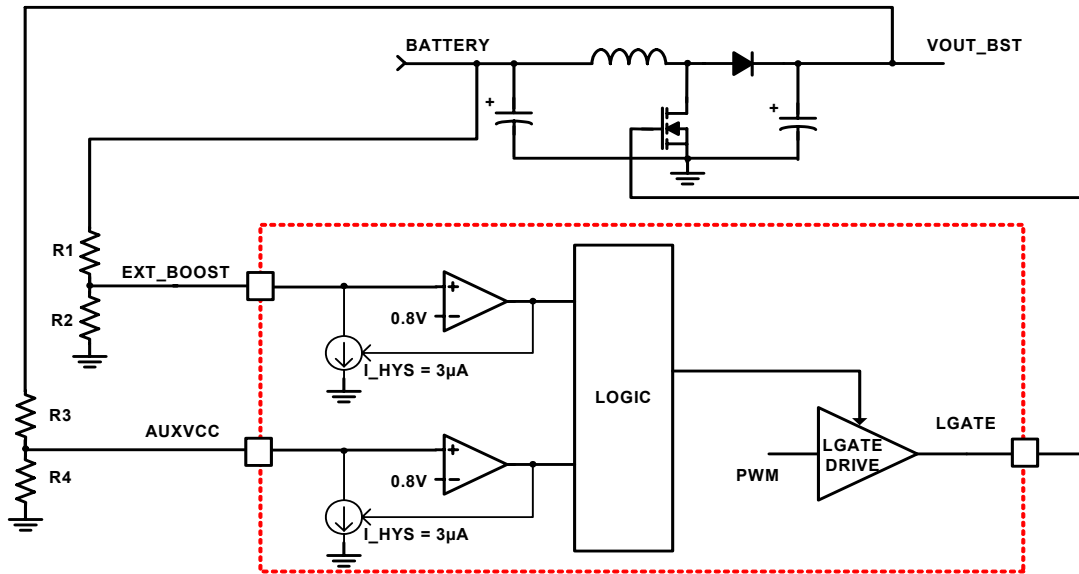 BATTERY
VOUT_BST
+
+
R1
EXT_BOOST
R2
0.8V
+
−
I_HYS = 3µA
LOGIC
R3
AUXVCC
LGATE
R4
0.8V
+
−
LGATE
DRIVE
PWM
I_HYS = 3µA